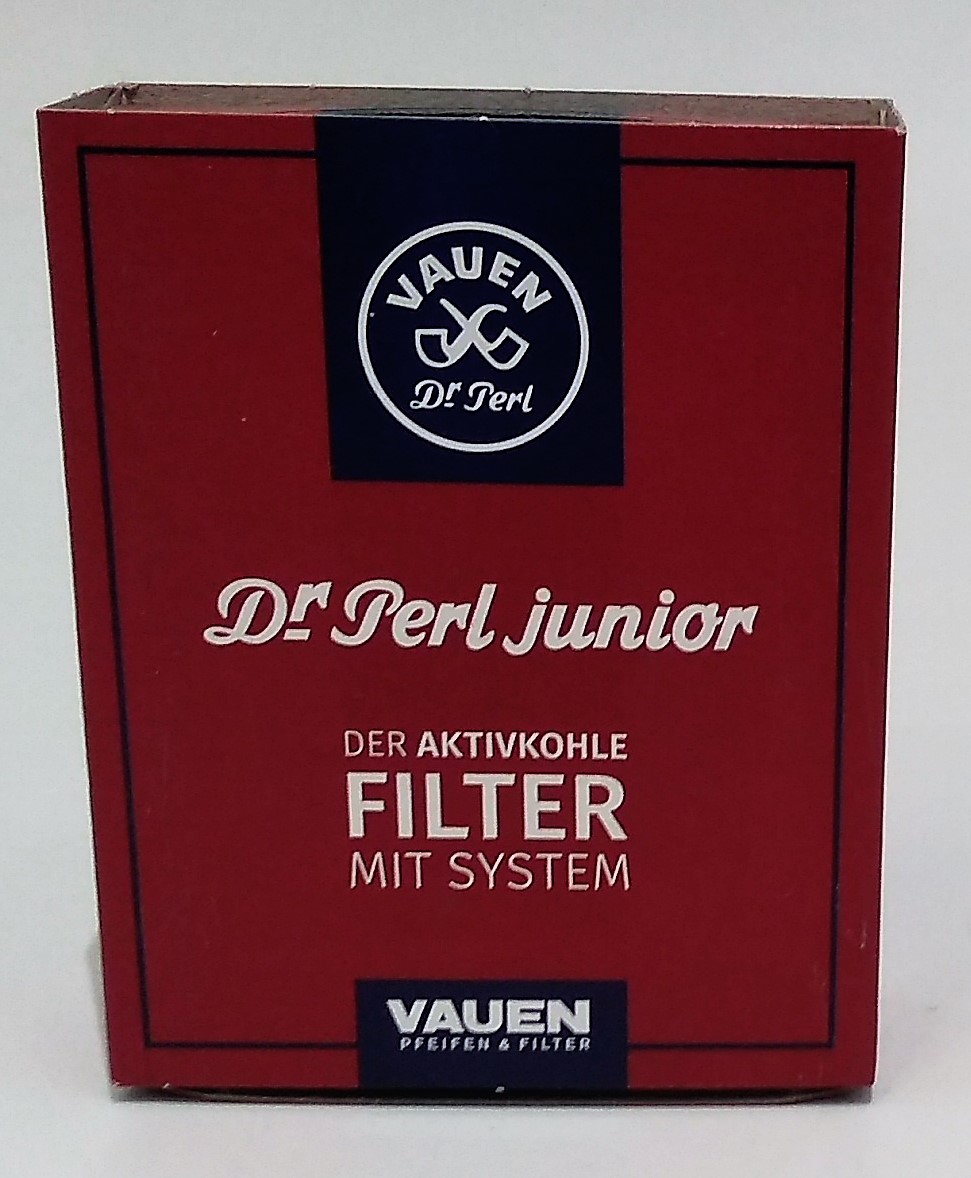 VAUEN
Dr Perl
Dr Perl junior
DER AKTIVKOHLE
FILTER
MIT SYSTEM
VAUEN
PFEIFEN & FILTER